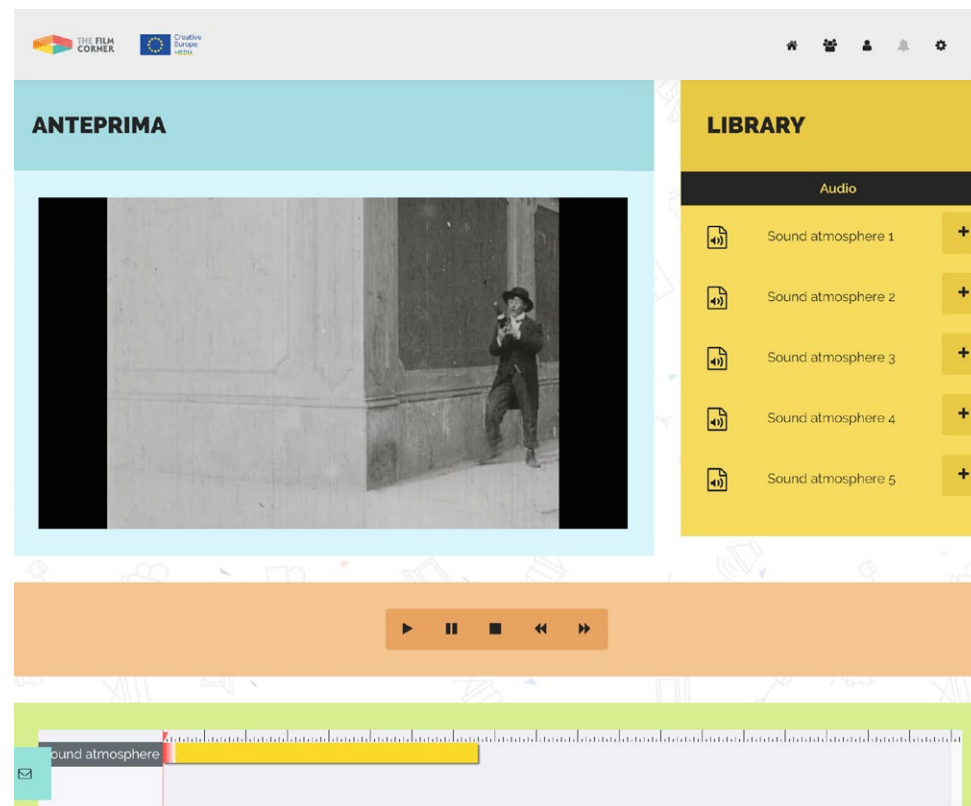 THE FILM
CORNER
Creative
Europe
MEDIA
ANTEPRIMA
LIBRARY
Audio
Sound atmosphere 1
Sound atmosphere 2
Sound atmosphere 3
Sound atmosphere 4
Sound atmosphere 5
ound atmosphere